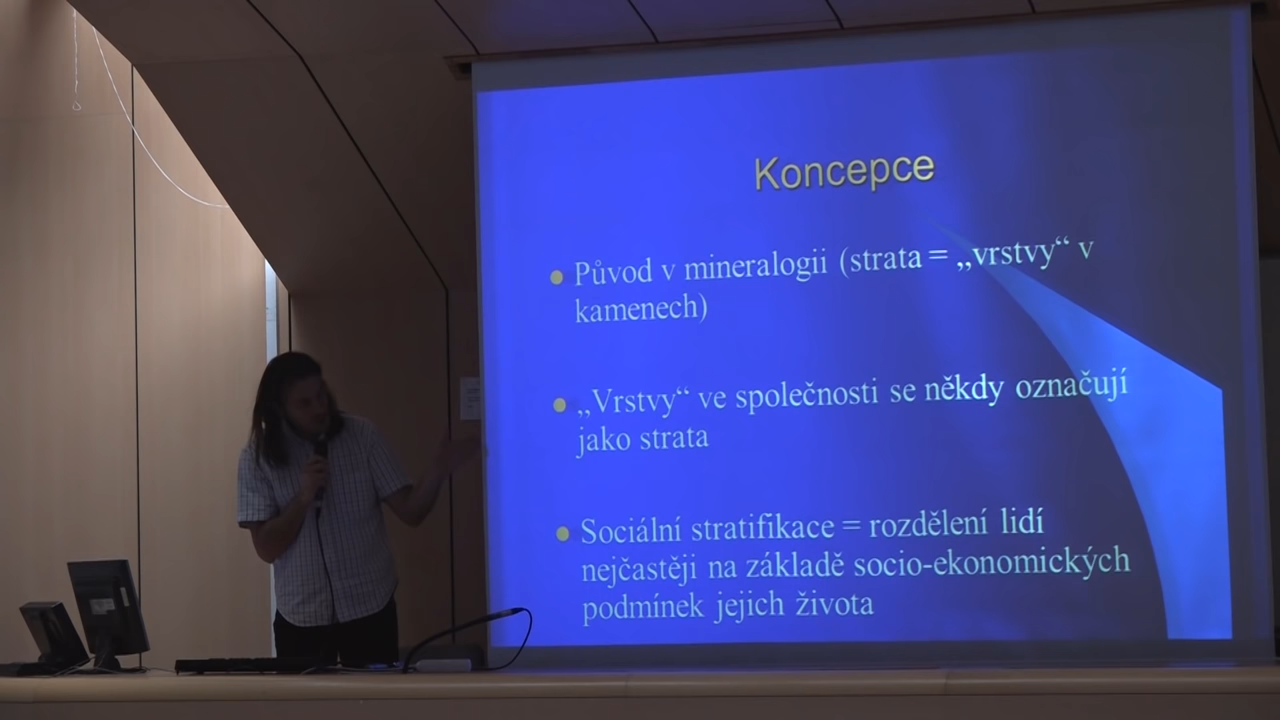 Koncepce
Původ v mineralogii (strata = „vrstvy“ v
kamenech)
„Vrstvy“ ve společnosti se někdy označují
jako strata
Sociální stratifikace = rozdělení lidí
nejčastěji na základě socio-ekonomických
podmínek jejich života